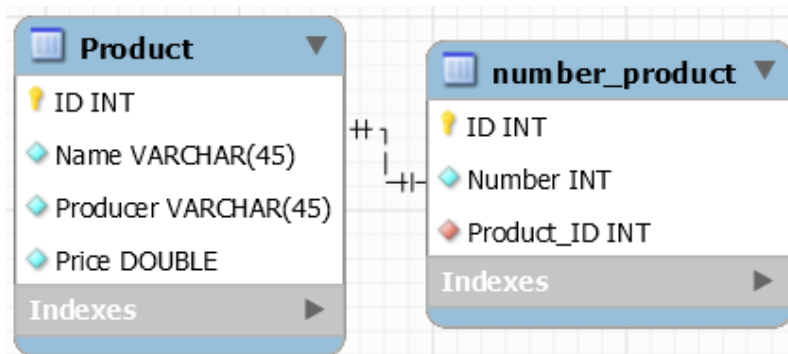 Product
ID INT
Name VARCHAR(45)
Producer VARCHAR(45)
Price DOUBLE
Indexes
number_product
ID INT
Number INT
Product_ID INT
Indexes